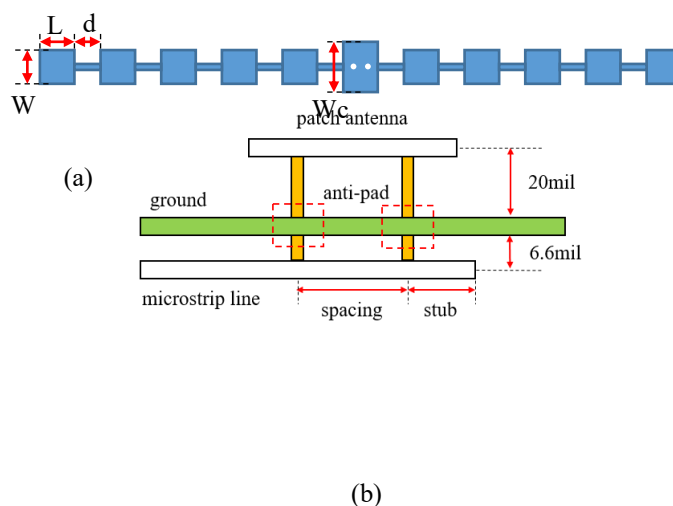 L d
W
Wc
patch antenna
(a)
20mil
anti-pad
ground
6.6mil
microstrip line
spacing
stub
(b)